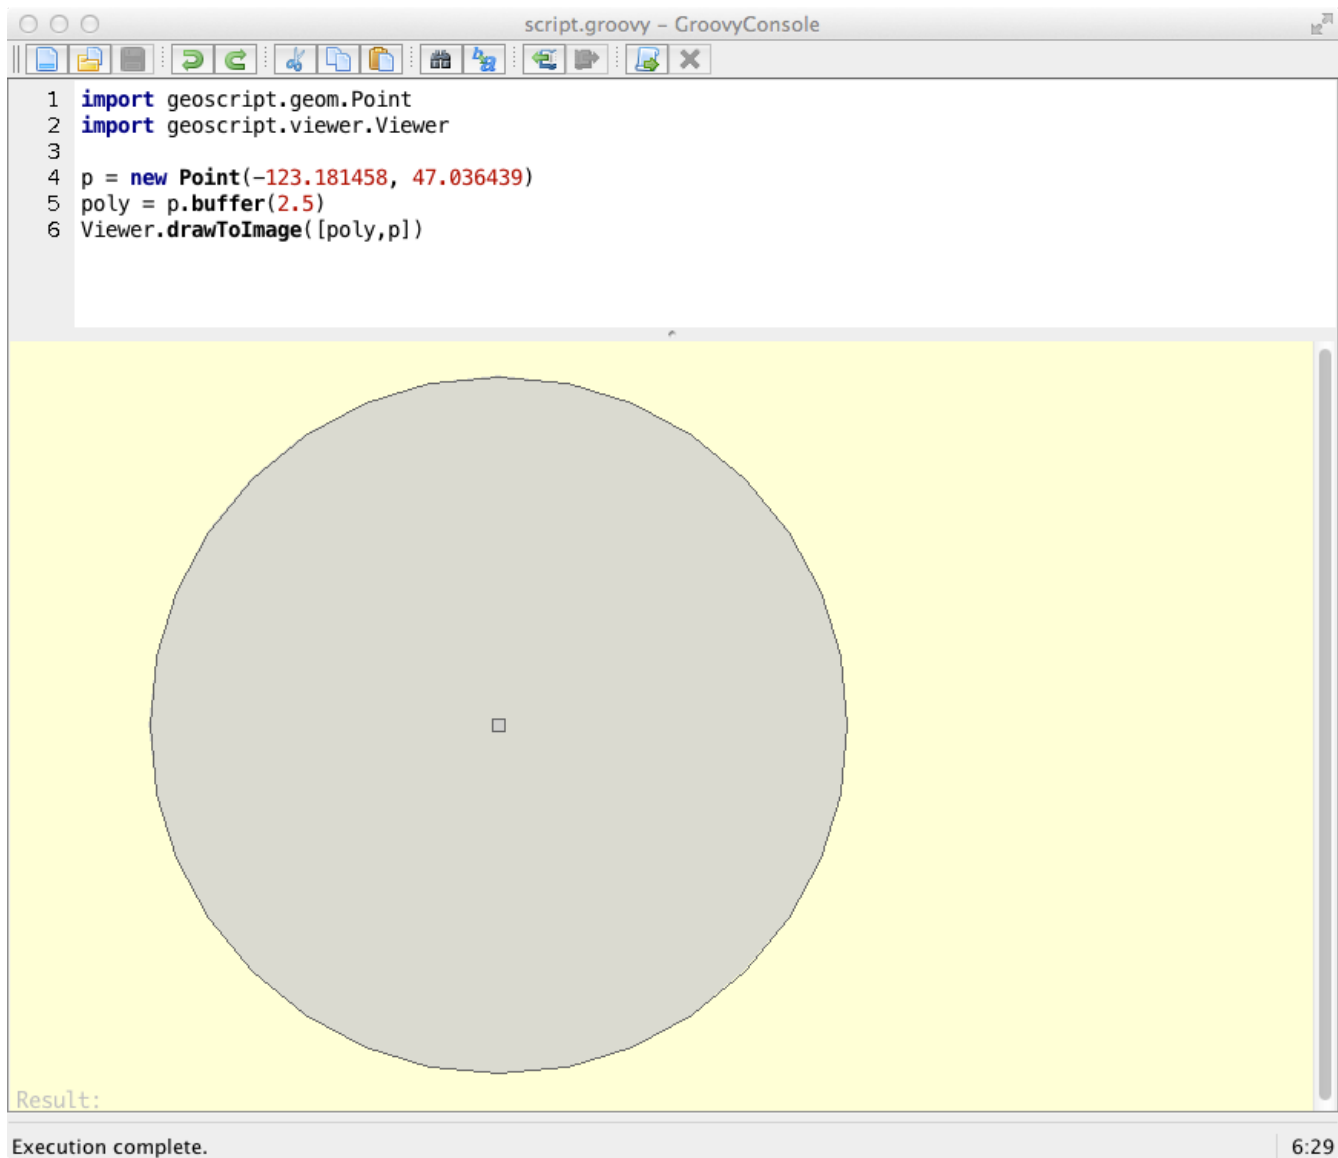 script.groovy – GroovyConsole
1 import geoscript.geom.Point
2 import geoscript.viewer.Viewer
3
4 p = new Point(-123.181458, 47.036439)
5 poly = p.buffer(2.5)
6 Viewer.drawToImage([poly,p])
Result:
Execution complete.
6:29